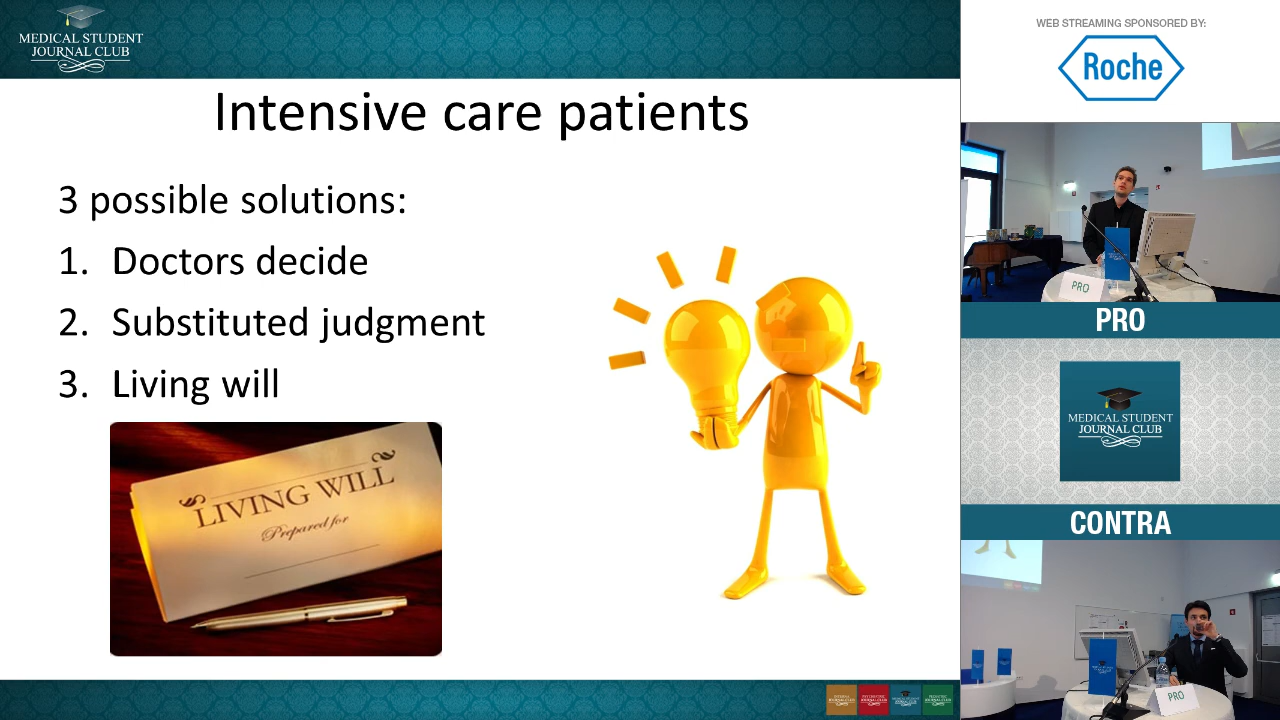 MEDICAL STUDENT
JOURNAL CLUB
Intensive care patients
3 possible solutions:
1. Doctors decide
2. Substituted judgment
3. Living will
LIVING WILL
Prepared for
WEB STREAMING SPONSORED BY:
Roche
PRO
PRO
MEDICAL STUDENT
JOURNAL CLUB
CONTRA
PRO